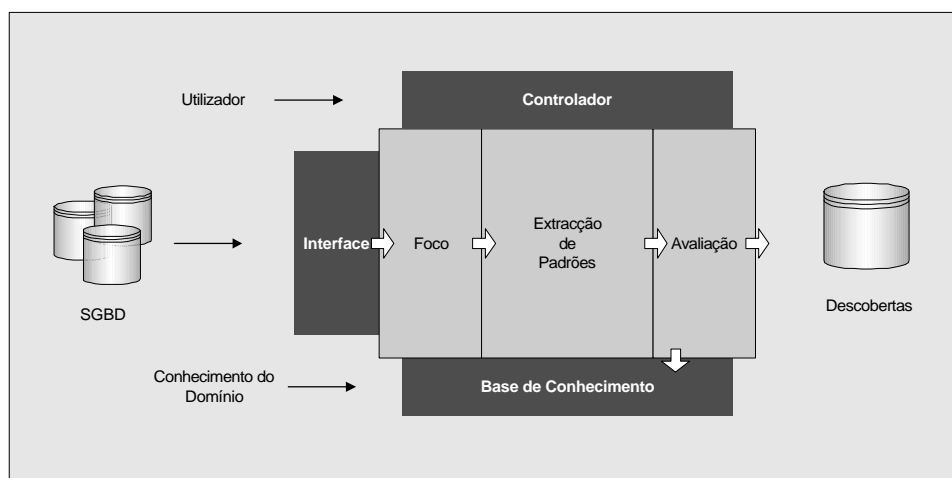 Utilizador
Controlador
Interface
Foco
Extracção
de
Padrões
Avaliação
SGBD
Descobertas
Conhecimento do
Domínio
Base de Conhecimento